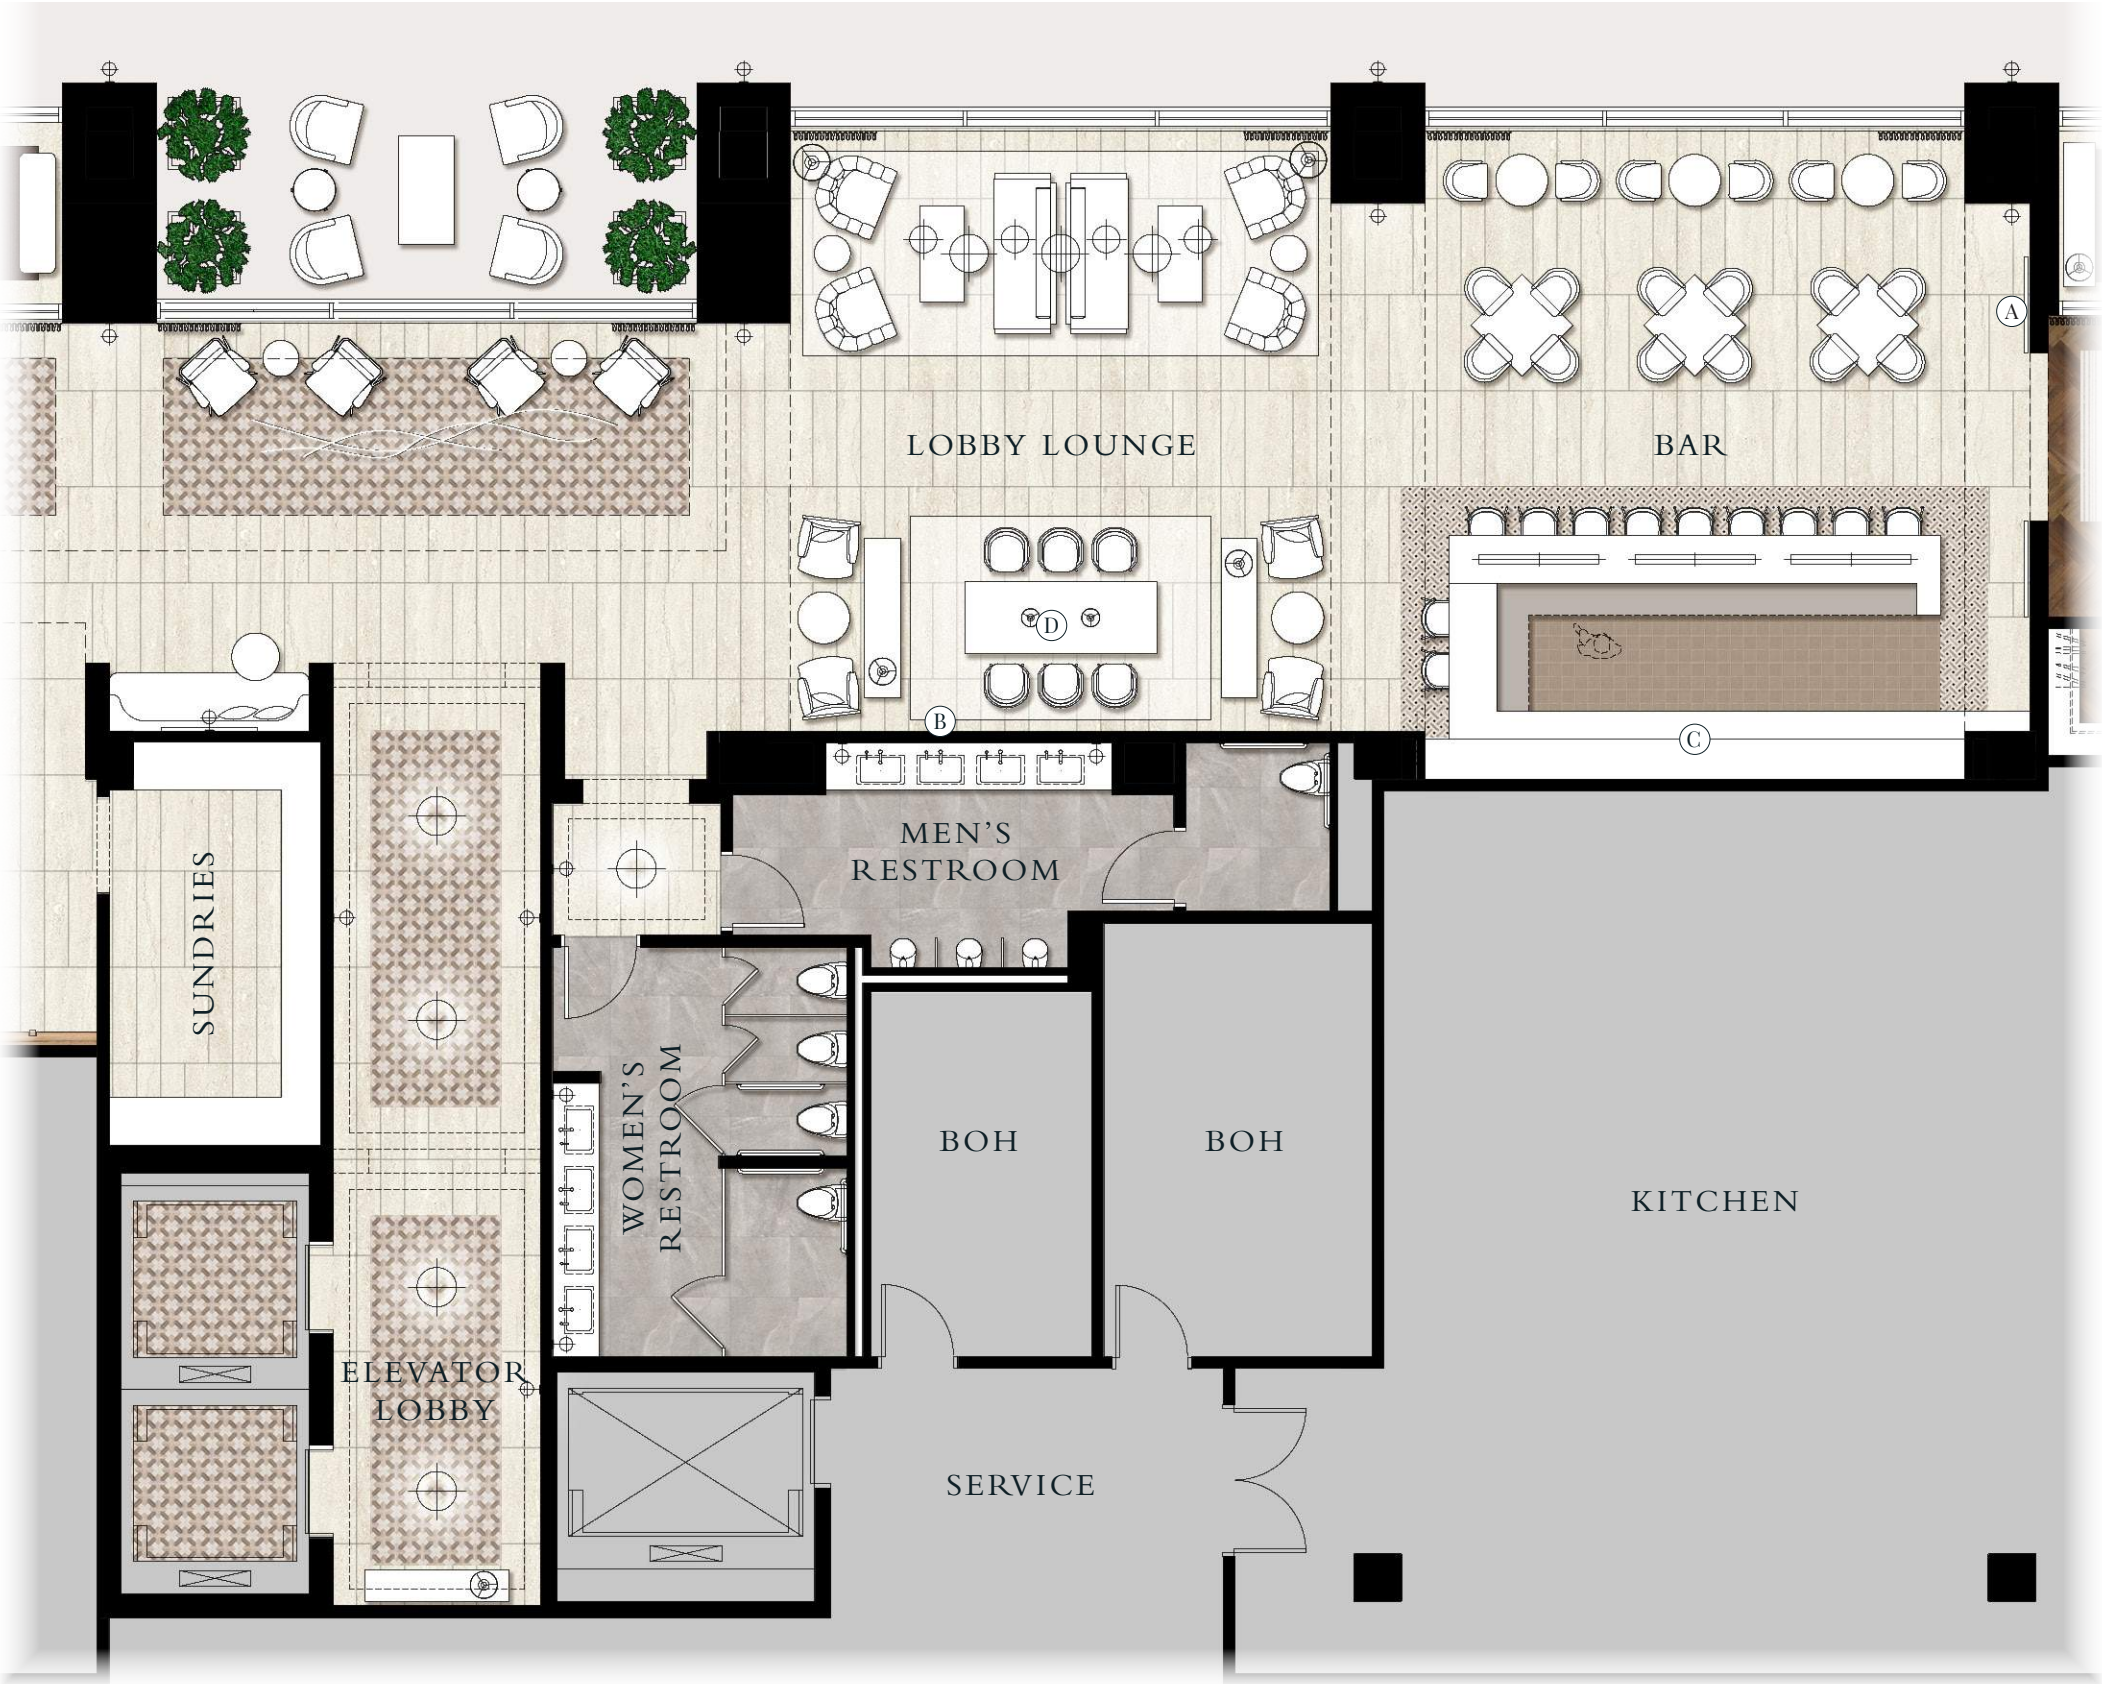 A
LOBBY LOUNGE
BAR
D
B
C
MEN'S
RESTROOM
SUNDRIES
WOMEN'S
RESTROOM
BOH
BOH
KITCHEN
ELEVATOR
LOBBY
SERVICE